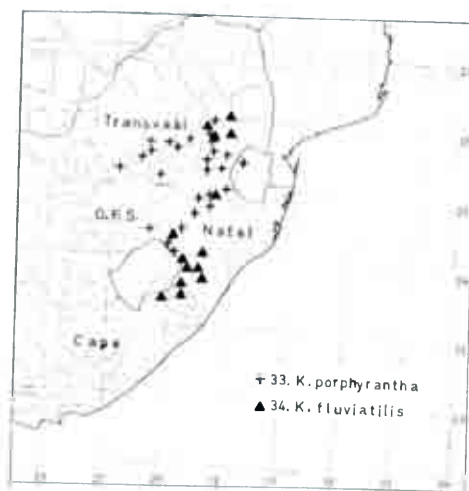 Transvaal
O.F.S.
Natal
Cape
+ 33. K. porphyrantha
▲ 34. K. fluviatilis